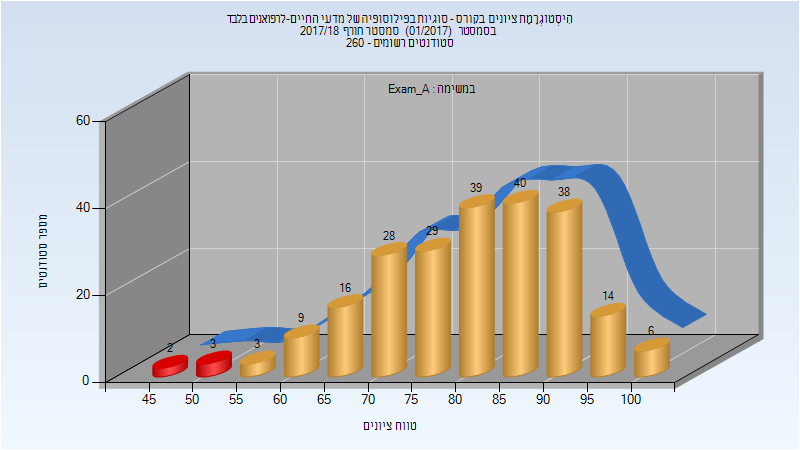 הִיסְטוֹגְרָמַת ציונים בקורס - סוגיות בפילוסופיה של מדעי החיים-לרפואנים בלבד
בסמסטר (01/2017) סמסטר חורף 2017/18
סטודנטים רשומים - 260
במשימה : Exam_A
מספר סטודנטים
60
40
20
0
2
3
3
9
16
28
29
39
40
38
14
6
45 50 55 60 65 70 75 80 85 90 95 100
טווח ציונים